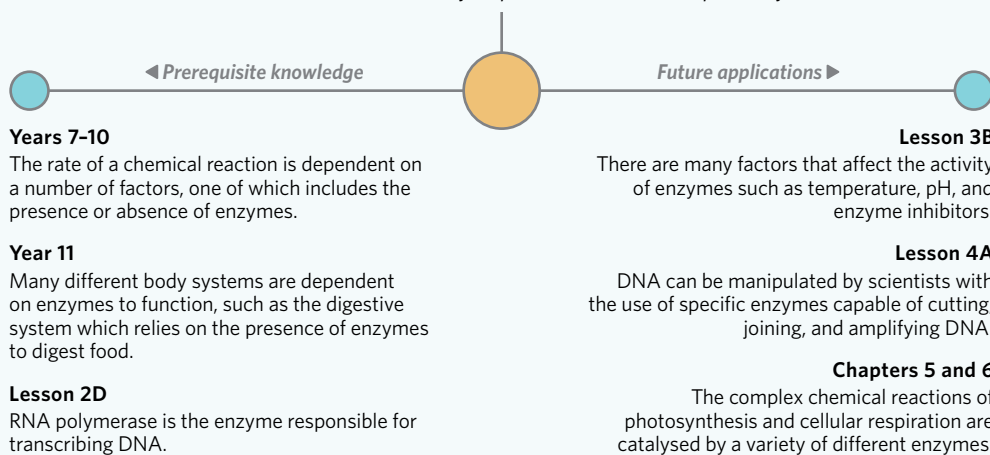 ◀ Prerequisite knowledge
Future applications ▶
Years 7–10
The rate of a chemical reaction is dependent on
a number of factors, one of which includes the
presence or absence of enzymes.
Year 11
Many different body systems are dependent
on enzymes to function, such as the digestive
system which relies on the presence of enzymes
to digest food.
Lesson 2D
RNA polymerase is the enzyme responsible for
transcribing DNA.
Lesson 3B
There are many factors that affect the activity
of enzymes such as temperature, pH, and
enzyme inhibitors.
Lesson 4A
DNA can be manipulated by scientists with
the use of specific enzymes capable of cutting,
joining, and amplifying DNA.
Chapters 5 and 6
The complex chemical reactions of
photosynthesis and cellular respiration are
catalysed by a variety of different enzymes.